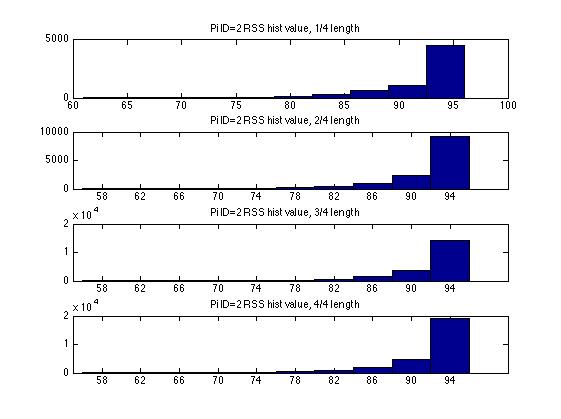 PiID=2 RSS hist value, 1/4 length
5000
0
60 65 70 75 80 85 90 95 100
PiID=2 RSS hist value, 2/4 length
10000
5000
0
58 62 66 70 74 78 82 86 90 94
PiID=2 RSS hist value, 3/4 length
x 10^4
2
1
0
58 62 66 70 74 78 82 86 90 94
PiID=2 RSS hist value, 4/4 length
x 10^4
2
1
0
58 62 66 70 74 78 82 86 90 94